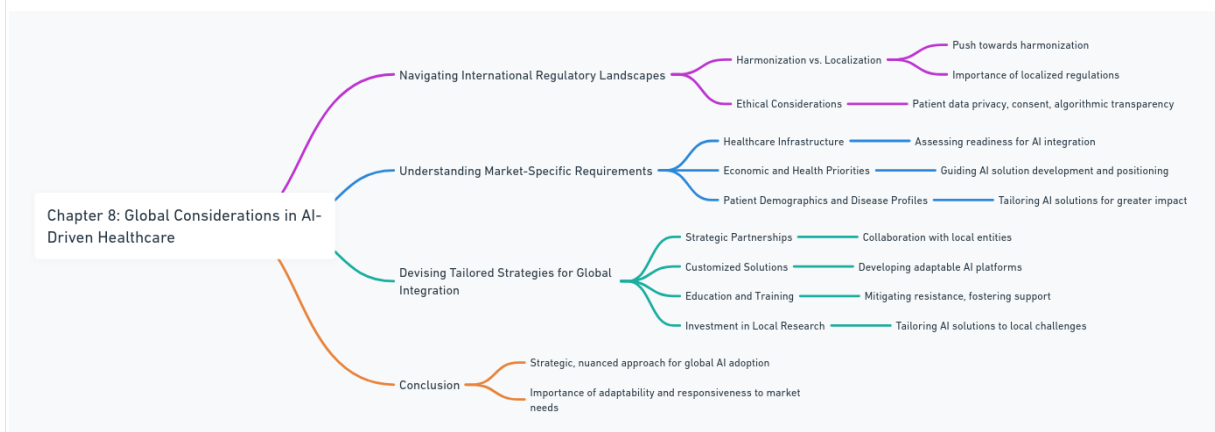 Chapter 8: Global Considerations in AI-
Driven Healthcare
Navigating International Regulatory Landscapes
Harmonization vs. Localization
Push towards harmonization
Importance of localized regulations
Ethical Considerations
Patient data privacy, consent, algorithmic transparency
Understanding Market-Specific Requirements
Healthcare Infrastructure
Assessing readiness for AI integration
Economic and Health Priorities
Guiding AI solution development and positioning
Patient Demographics and Disease Profiles
Tailoring AI solutions for greater impact
Devising Tailored Strategies for Global
Integration
Strategic Partnerships
Collaboration with local entities
Customized Solutions
Developing adaptable AI platforms
Education and Training
Mitigating resistance, fostering support
Investment in Local Research
Tailoring AI solutions to local challenges
Conclusion
Strategic, nuanced approach for global AI adoption
Importance of adaptability and responsiveness to market
needs